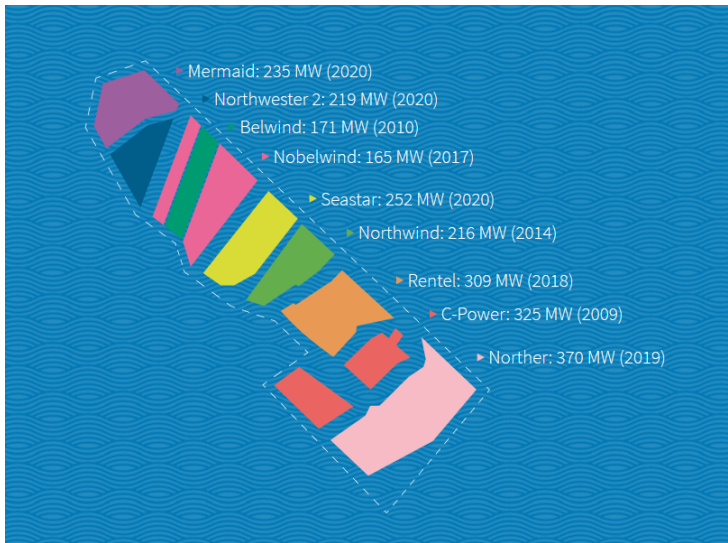 Mermaid: 235 MW (2020)
Northwester 2: 219 MW (2020)
Belwind: 171 MW (2010)
Nobelwind: 165 MW (2017)
Seastar: 252 MW (2020)
Northwind: 216 MW (2014)
Rentel: 309 MW (2018)
C-Power: 325 MW (2009)
Norther: 370 MW (2019)